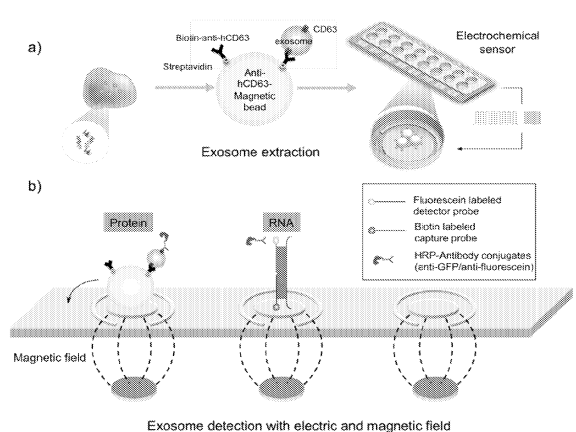 a)
Biotin-anti-hCD63
CD63
exosome
Electrochemical
sensor
Streptavidin
Anti-
hCD63-
Magnetic
bead
Exosome extraction
b)
Protein
RNA
Fluorescein labeled
detector probe
Biotin labeled
capture probe
HRP-Antibody conjugates
(anti-GFP/anti-fluorescein)
Magnetic field
Exosome detection with electric and magnetic field